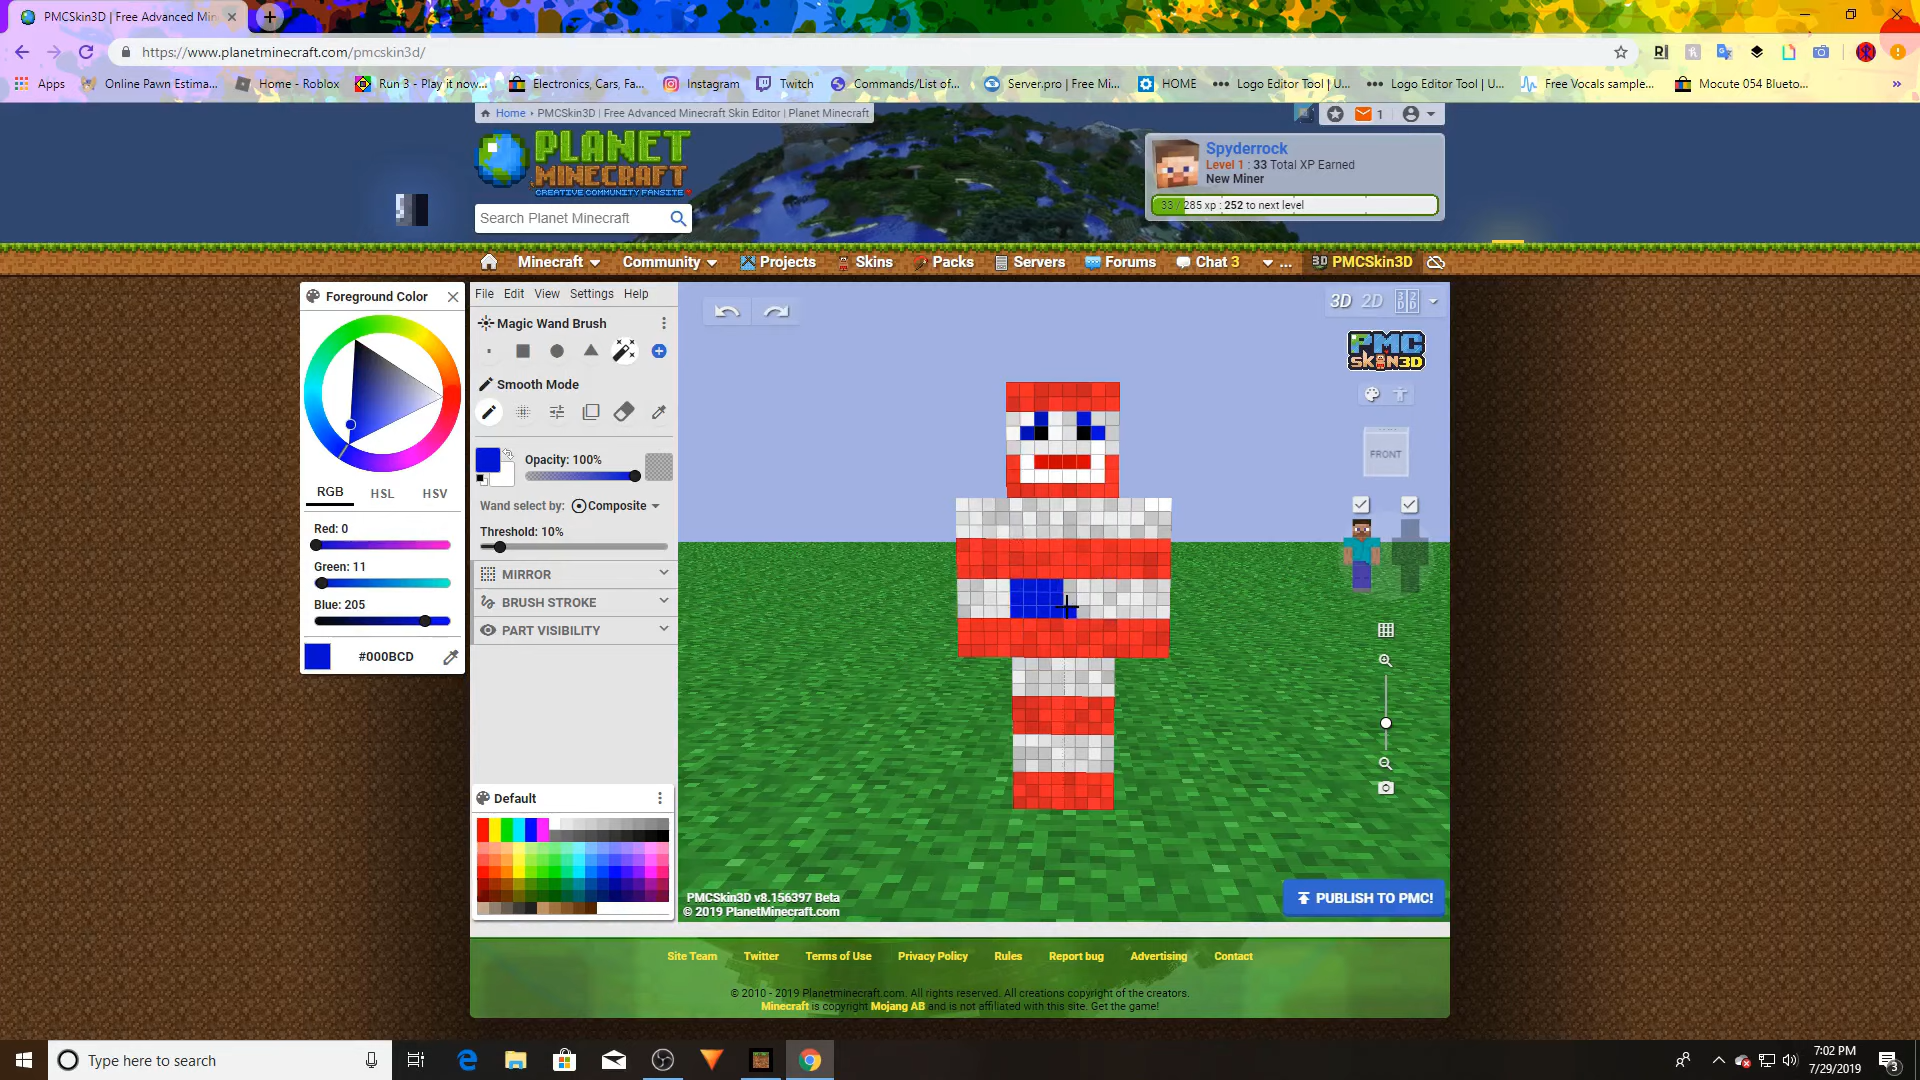 PMCSkin3D | Free Advanced Min
https://www.planetminecraft.com/pmcskin3d/
Apps
Online Pawn Estima...
Home - Roblox
Run 3 - Play it now...
Electronics, Cars, Fa...
Instagram
Twitch
Commands/List of...
Server.pro | Free Mi...
HOME
Logo Editor Tool | U...
Logo Editor Tool | U...
Free Vocals sample...
Mocute 054 Blueto...
Home › PMCSkin3D | Free Advanced Minecraft Skin Editor | Planet Minecraft
1
PLANET
MINECRAFT
CREATIVE COMMUNITY FANSITE
Spyderrock
Level 1 : 33 Total XP Earned
New Miner
33 / 285 xp : 252 to next level
Search Planet Minecraft
Minecraft
Community
Projects
Skins
Packs
Servers
Forums
Chat 3
...
PMCSkin3D
Foreground Color
File Edit View Settings Help
Magic Wand Brush
3D 2D
PMC
SKIN3D
Smooth Mode
Opacity: 100%
FRONT
RGB HSL HSV
Wand select by: Composite
Red: 0
Threshold: 10%
Green: 11
MIRROR
Blue: 205
BRUSH STROKE
PART VISIBILITY
#000BCD
Default
PMCSkin3D v8.156397 Beta
© 2019 PlanetMinecraft.com
PUBLISH TO PMC!
Site Team Twitter Terms of Use Privacy Policy Rules Report bug Advertising Contact
© 2010 - 2019 Planetminecraft.com. All rights reserved. All creations copyright of the creators.
Minecraft is copyright Mojang AB and is not affiliated with this site. Get the game!
Type here to search
7:02 PM
7/29/2019
3